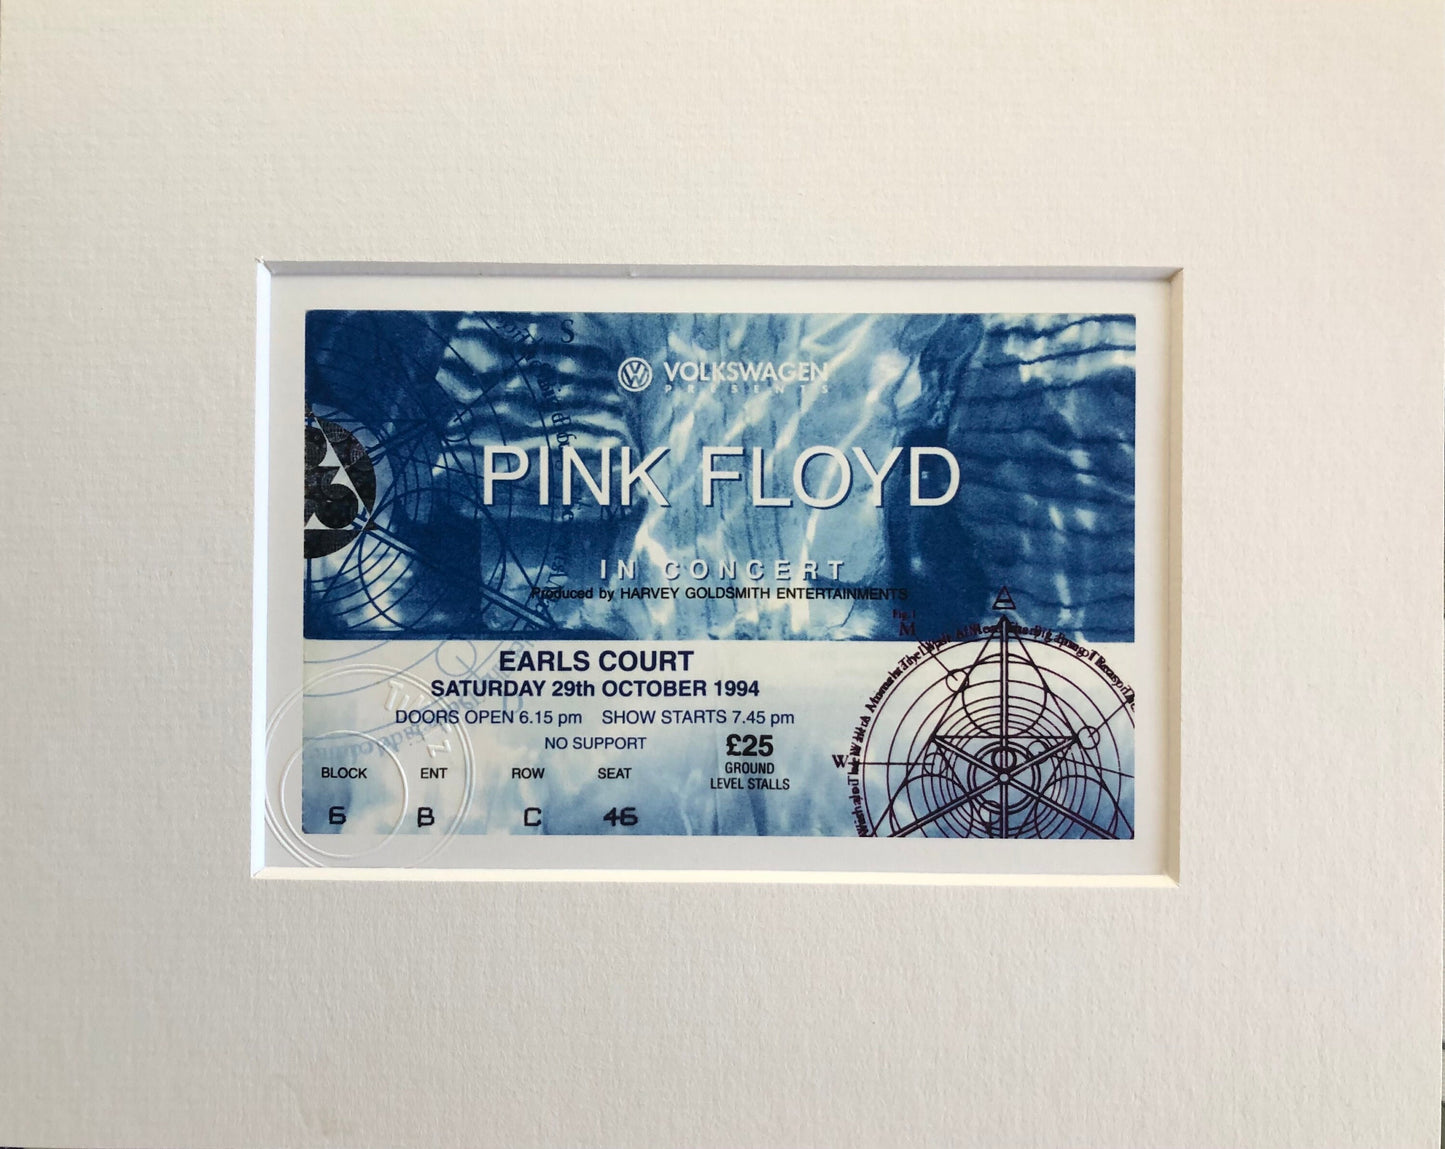 VOLKSWAGEN
PRESENTS
PINK FLOYD
IN CONCERT
Produced by HARVEY GOLDSMITH ENTERTAINMENTS
EARLS COURT
SATURDAY 29th OCTOBER 1994
DOORS OPEN 6.15 pm SHOW STARTS 7.45 pm
NO SUPPORT
£25
GROUND
LEVEL STALLS
BLOCK ENT ROW SEAT
6 B C 46
S
Fig. 1
M
W